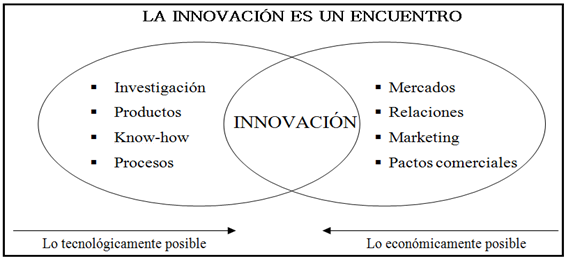 LA INNOVACIÓN ES UN ENCUENTRO
▪ Investigación
▪ Productos
▪ Know-how
▪ Procesos
INNOVACIÓN
▪ Mercados
▪ Relaciones
▪ Marketing
▪ Pactos comerciales
Lo tecnológicamente posible
Lo económicamente posible